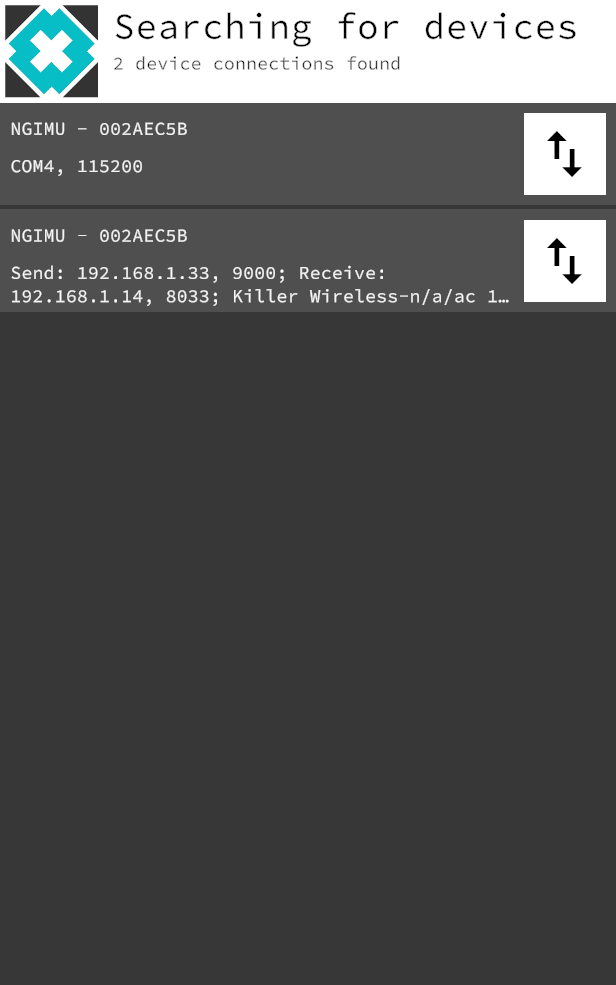 Searching for devices
2 device connections found
NGIMU – 002AEC5B
COM4, 115200
NGIMU – 002AEC5B
Send: 192.168.1.33, 9000; Receive:
192.168.1.14, 8033; Killer Wireless-n/a/ac 1…